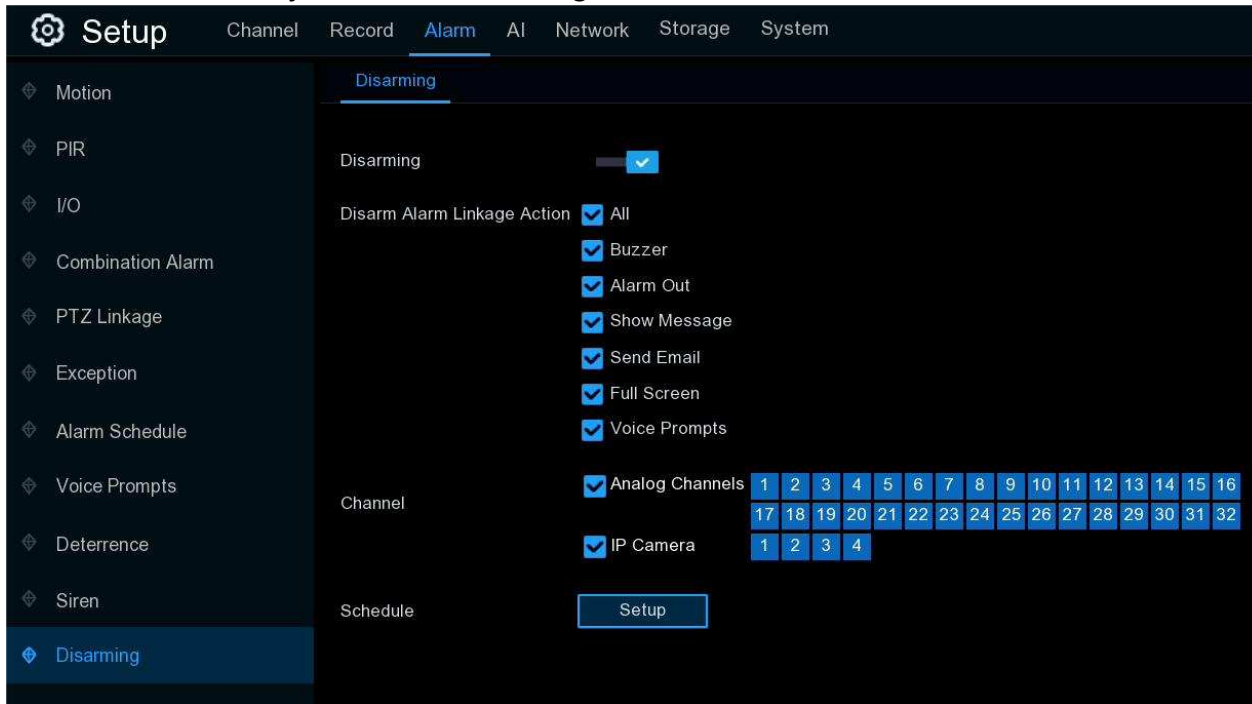 Setup Channel Record Alarm AI Network Storage System
Disarming
Motion
PIR
I/O
Combination Alarm
PTZ Linkage
Exception
Alarm Schedule
Voice Prompts
Deterrence
Siren
Disarming
Disarming
Disarm Alarm Linkage Action All
Buzzer
Alarm Out
Show Message
Send Email
Full Screen
Voice Prompts
Channel
Analog Channels 1 2 3 4 5 6 7 8 9 10 11 12 13 14 15 16
17 18 19 20 21 22 23 24 25 26 27 28 29 30 31 32
IP Camera 1 2 3 4
Schedule Setup